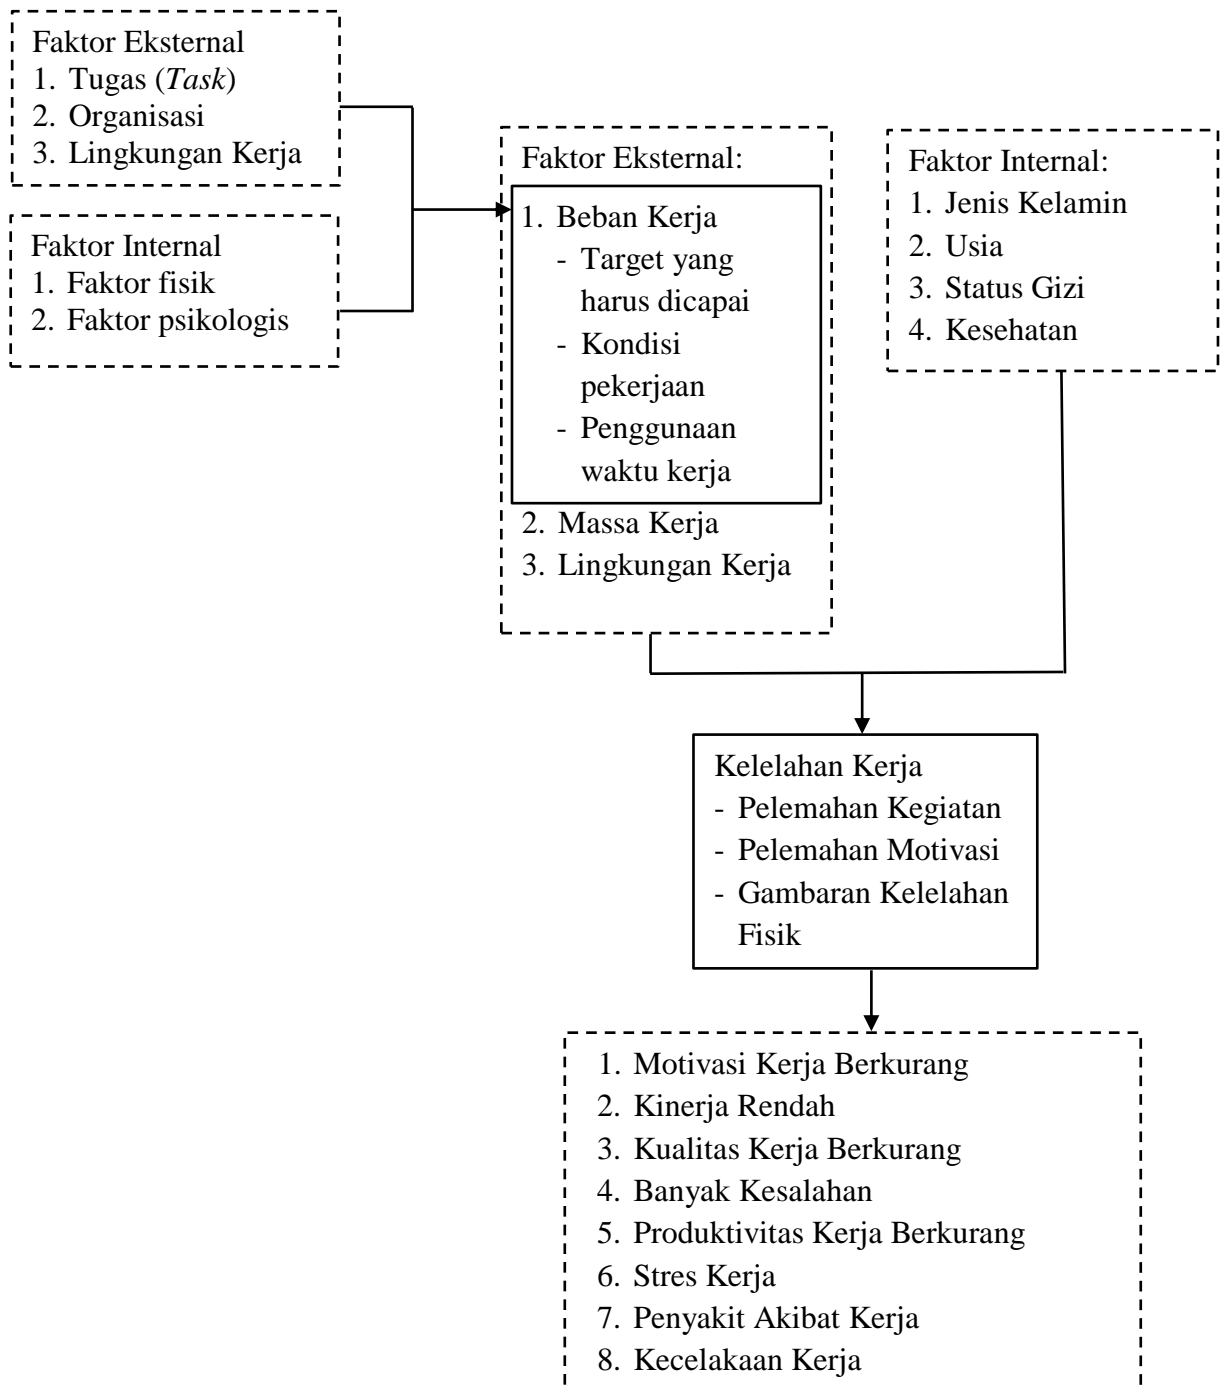 Faktor Eksternal
1. Tugas (Task)
2. Organisasi
3. Lingkungan Kerja
Faktor Internal
1. Faktor fisik
2. Faktor psikologis
Faktor Eksternal:
1. Beban Kerja
- Target yang
harus dicapai
- Kondisi
pekerjaan
- Penggunaan
waktu kerja
2. Massa Kerja
3. Lingkungan Kerja
Faktor Internal:
1. Jenis Kelamin
2. Usia
3. Status Gizi
4. Kesehatan
Kelelahan Kerja
- Pelemahan Kegiatan
- Pelemahan Motivasi
- Gambaran Kelelahan
Fisik
1. Motivasi Kerja Berkurang
2. Kinerja Rendah
3. Kualitas Kerja Berkurang
4. Banyak Kesalahan
5. Produktivitas Kerja Berkurang
6. Stres Kerja
7. Penyakit Akibat Kerja
8. Kecelakaan Kerja